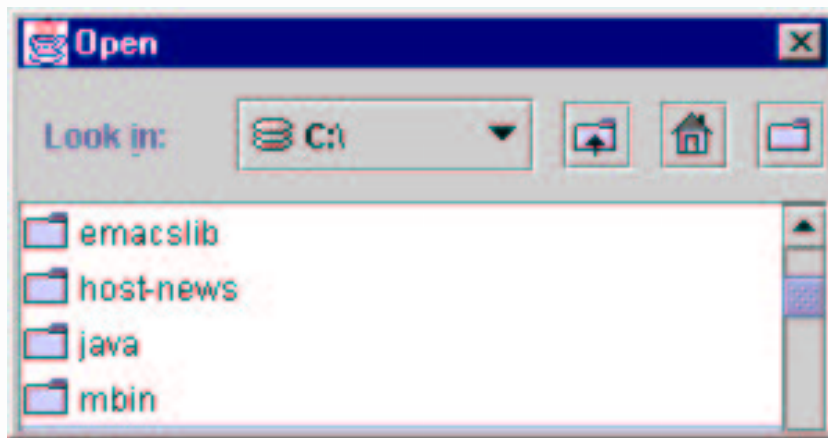 Open
Look in: C:\
emacslib
host-news
java
mbin